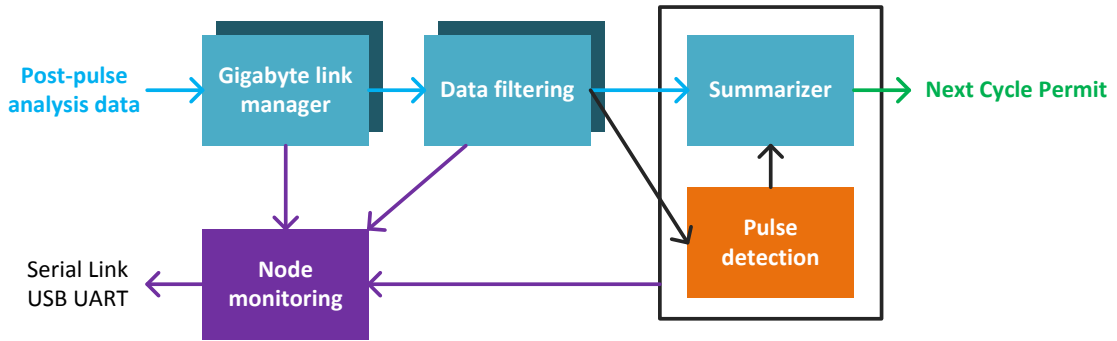 Post-pulse
analysis data
Gigabyte link
manager
Data filtering
Summarizer
Next Cycle Permit
Pulse
detection
Serial Link
USB UART
Node
monitoring